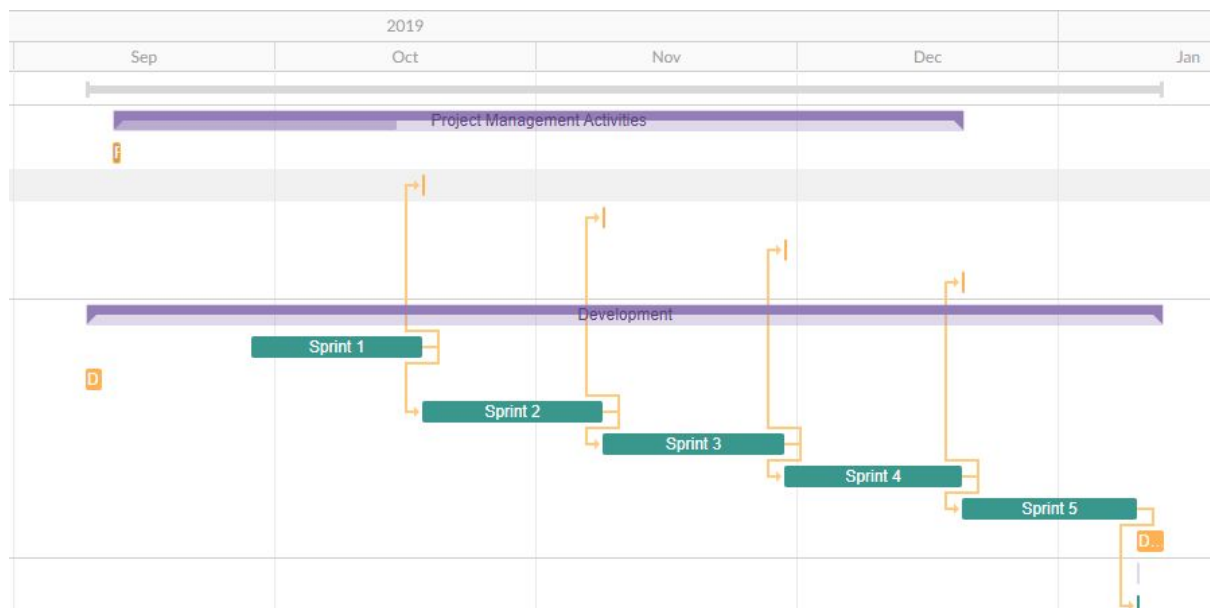 2019
Sep Oct Nov Dec Jan
Project Management Activities
F
Development
Sprint 1
D
Sprint 2
Sprint 3
Sprint 4
Sprint 5
D...